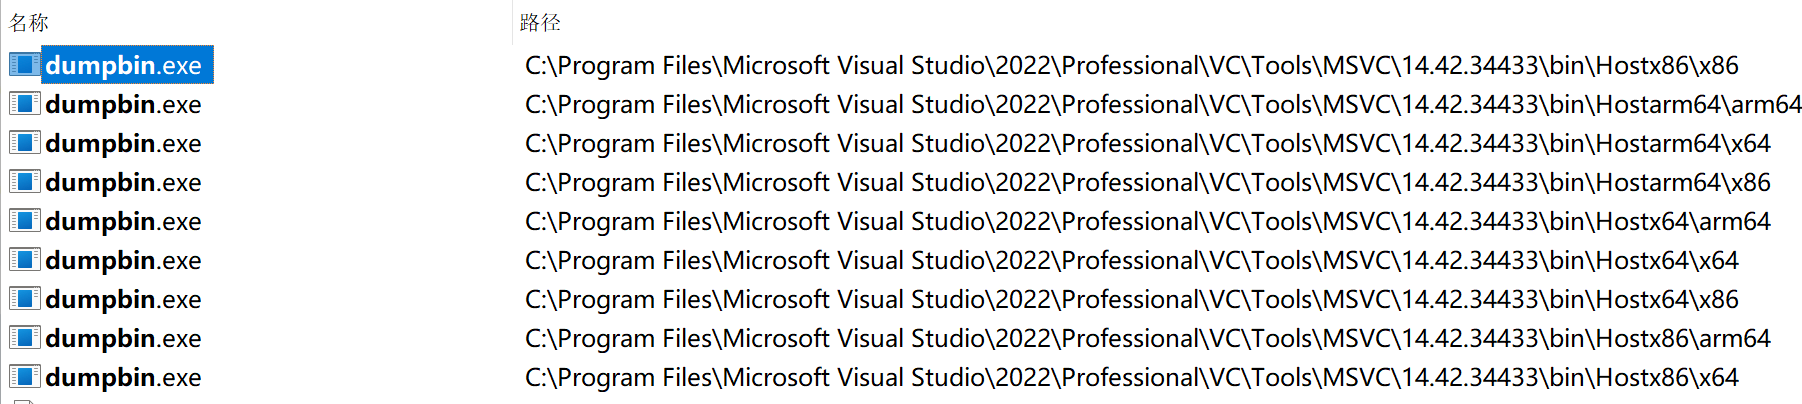 名称 路径
dumpbin.exe C:\Program Files\Microsoft Visual Studio\2022\Professional\VC\Tools\MSVC\14.42.34433\bin\Hostx86\x86
dumpbin.exe C:\Program Files\Microsoft Visual Studio\2022\Professional\VC\Tools\MSVC\14.42.34433\bin\Hostarm64\arm64
dumpbin.exe C:\Program Files\Microsoft Visual Studio\2022\Professional\VC\Tools\MSVC\14.42.34433\bin\Hostarm64\x64
dumpbin.exe C:\Program Files\Microsoft Visual Studio\2022\Professional\VC\Tools\MSVC\14.42.34433\bin\Hostarm64\x86
dumpbin.exe C:\Program Files\Microsoft Visual Studio\2022\Professional\VC\Tools\MSVC\14.42.34433\bin\Hostx64\arm64
dumpbin.exe C:\Program Files\Microsoft Visual Studio\2022\Professional\VC\Tools\MSVC\14.42.34433\bin\Hostx64\x64
dumpbin.exe C:\Program Files\Microsoft Visual Studio\2022\Professional\VC\Tools\MSVC\14.42.34433\bin\Hostx64\x86
dumpbin.exe C:\Program Files\Microsoft Visual Studio\2022\Professional\VC\Tools\MSVC\14.42.34433\bin\Hostx86\arm64
dumpbin.exe C:\Program Files\Microsoft Visual Studio\2022\Professional\VC\Tools\MSVC\14.42.34433\bin\Hostx86\x64